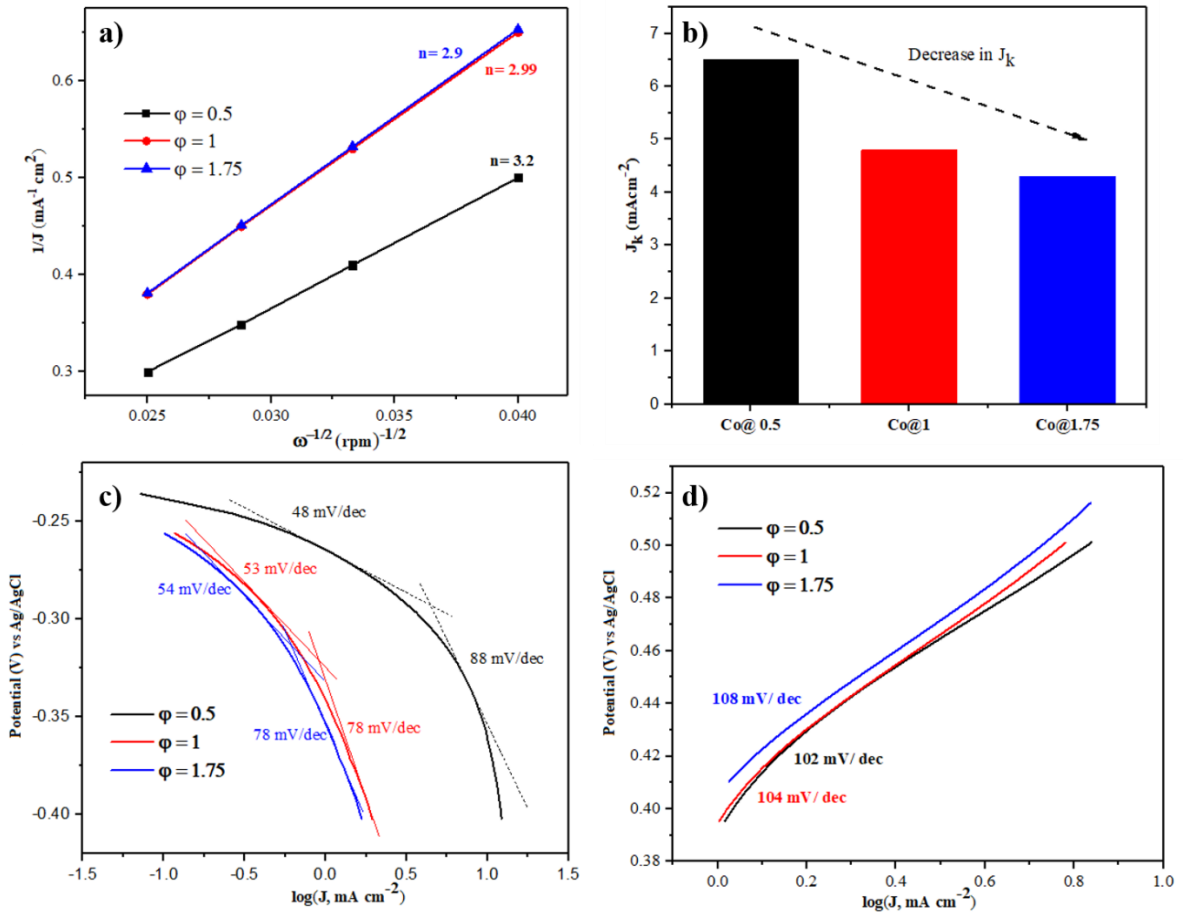 a)
n= 2.9
n= 2.99
n= 3.2
φ = 0.5
φ = 1
φ = 1.75
0.6
0.5
0.4
0.3
1/J (mA⁻¹ cm²)
0.025
0.030
0.035
0.040
ω⁻¹/² (rpm)⁻¹/²
b)
Decrease in Jₖ
7
6
5
4
3
2
1
0
Jₖ (mAcm⁻²)
Co@ 0.5
Co@1
Co@1.75
c)
48 mV/dec
53 mV/dec
54 mV/dec
88 mV/dec
78 mV/dec
78 mV/dec
φ = 0.5
φ = 1
φ = 1.75
-0.25
-0.30
-0.35
-0.40
Potential (V) vs Ag/AgCl
-1.5
-1.0
-0.5
0.0
0.5
1.0
1.5
log(J, mA cm⁻²)
d)
φ = 0.5
φ = 1
φ = 1.75
108 mV/ dec
102 mV/ dec
104 mV/ dec
0.52
0.50
0.48
0.46
0.44
0.42
0.40
0.38
Potential (V) vs Ag/AgCl
0.0
0.2
0.4
0.6
0.8
1.0
log(J, mA cm⁻²)